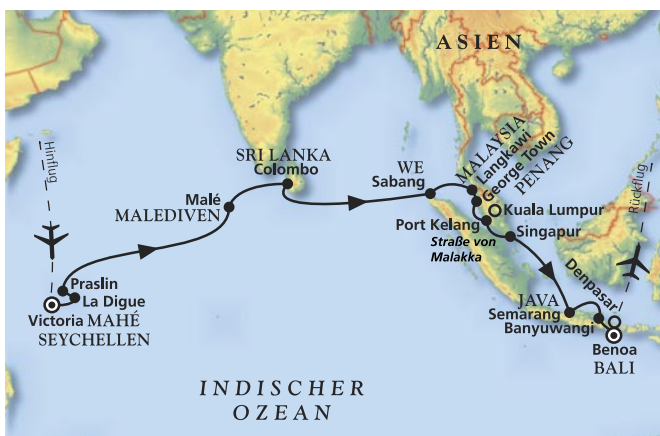 ASIEN
Hinflug
SRI LANKA
Colombo
WE
Sabang
MALAYSIA
Langkawi
George Town
PENANG
Rückflug
Malé
MALEDIVEN
Kuala Lumpur
Port Kelang
Singapur
Straße von
Malakka
Praslin
La Digue
Victoria MAHÉ
SEYCHELLEN
Denpasar
JAVA
Semarang
Banyuwangi
Benoa
BALI
INDISCHER
OZEAN